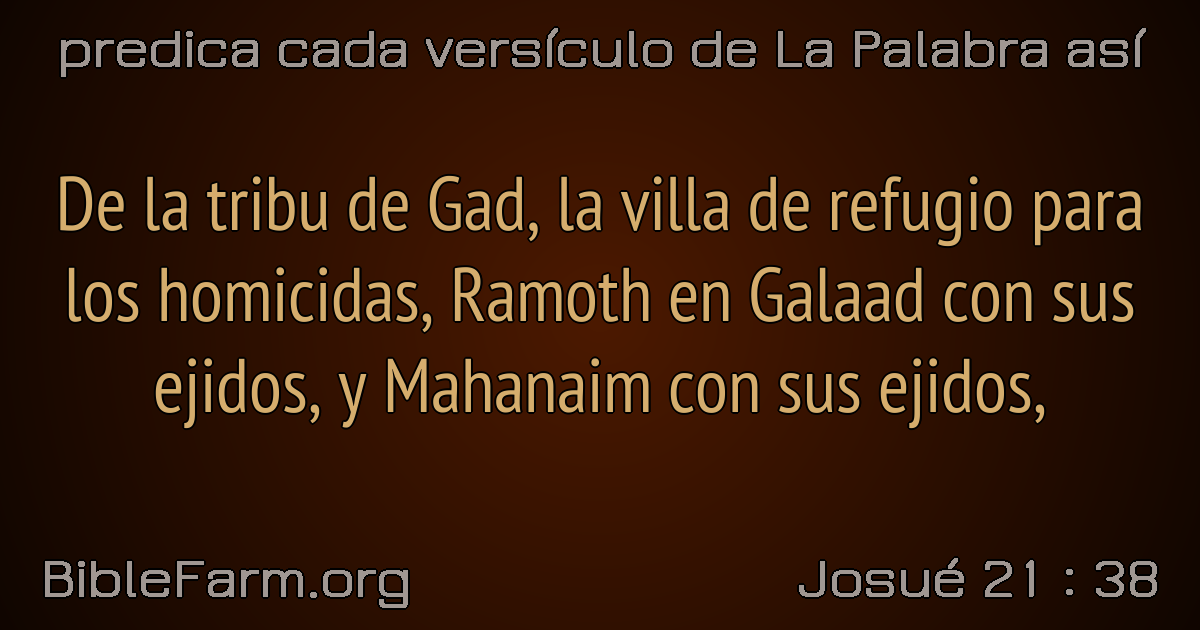 predica cada versículo de La Palabra así
De la tribu de Gad, la villa de refugio para
los homicidas, Ramoth en Galaad con sus
ejidos, y Mahanaim con sus ejidos,
BibleFarm.org
Josué 21 : 38